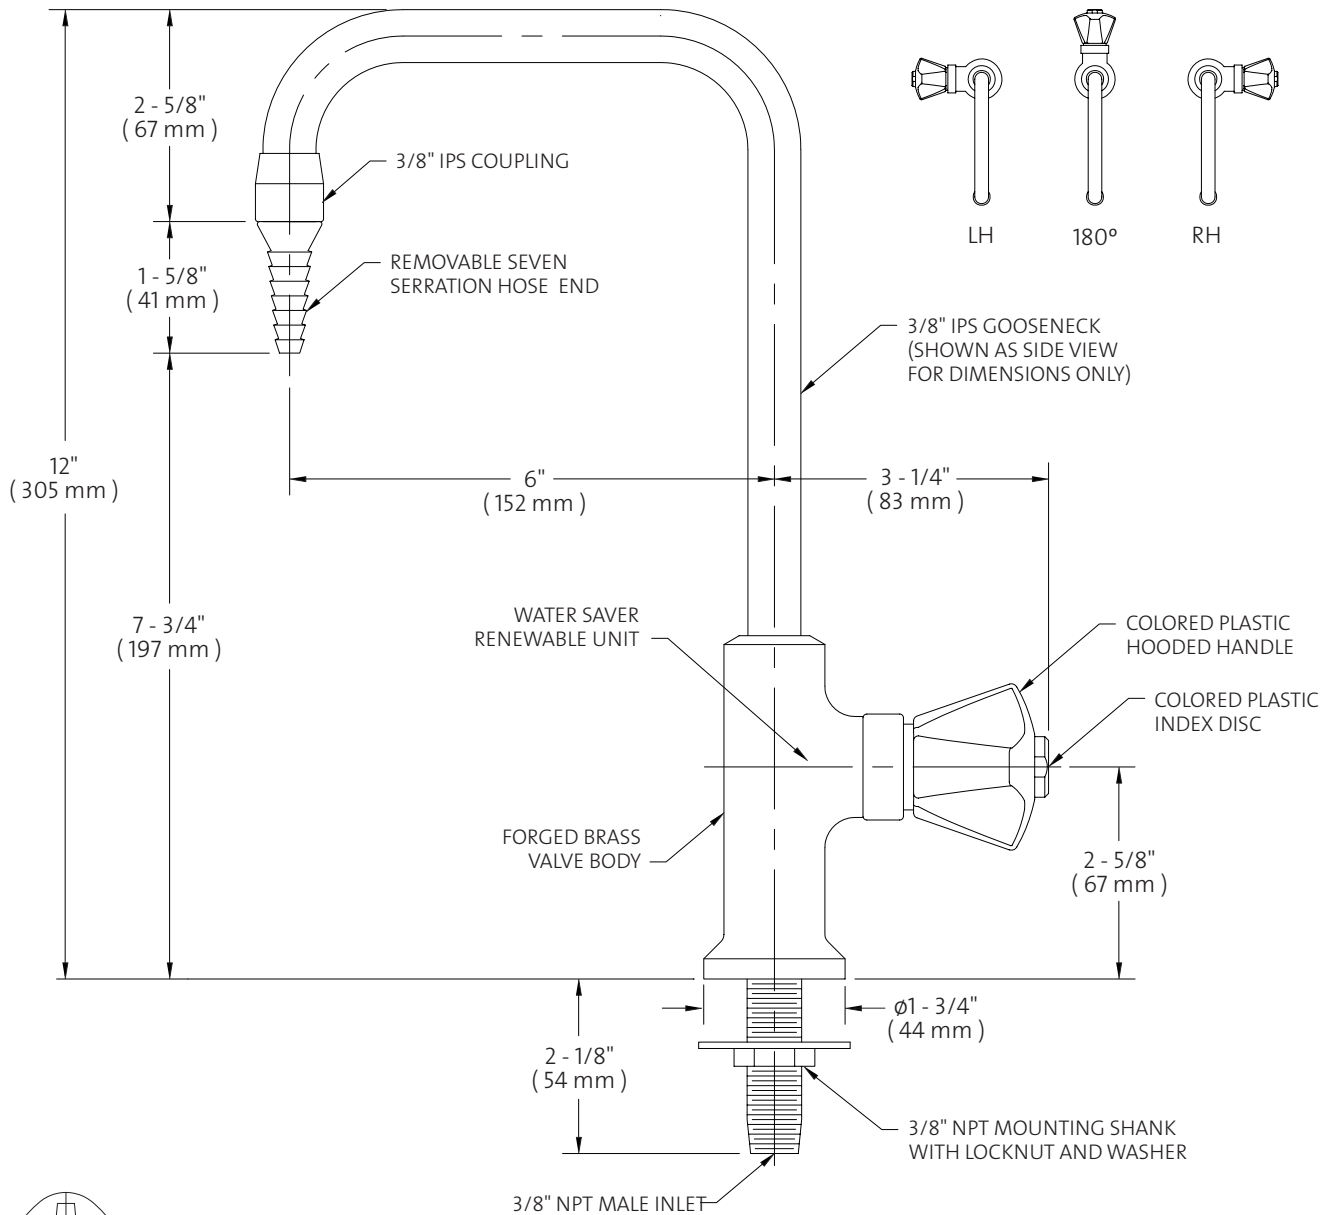 2 - 5/8"
( 67 mm )
3/8" IPS COUPLING
LH
180º
RH
1 - 5/8"
( 41 mm )
REMOVABLE SEVEN
SERRATION HOSE END
3/8" IPS GOOSENECK
(SHOWN AS SIDE VIEW
FOR DIMENSIONS ONLY)
12"
( 305 mm )
6"
( 152 mm )
3 - 1/4"
( 83 mm )
7 - 3/4"
( 197 mm )
WATER SAVER
RENEWABLE UNIT
COLORED PLASTIC
HOODED HANDLE
COLORED PLASTIC
INDEX DISC
FORGED BRASS
VALVE BODY
2 - 5/8"
( 67 mm )
ø1 - 3/4"
( 44 mm )
2 - 1/8"
( 54 mm )
3/8" NPT MOUNTING SHANK
WITH LOCKNUT AND WASHER
3/8" NPT MALE INLET